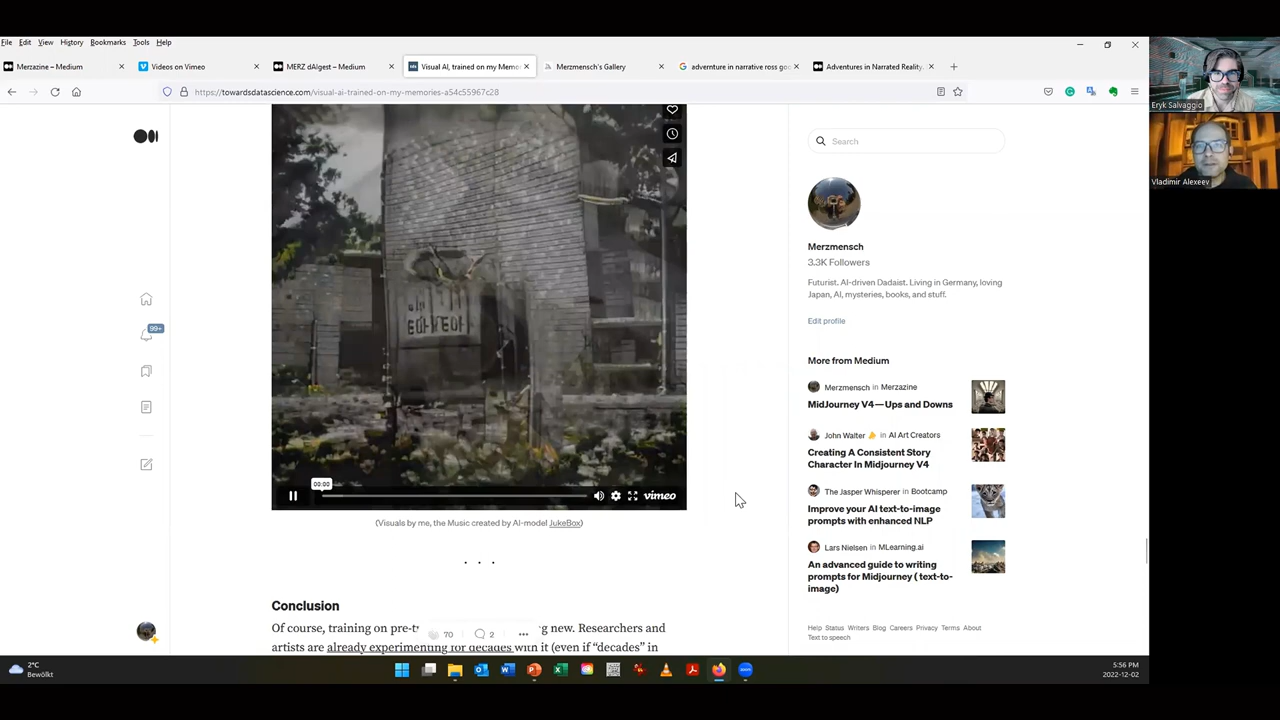 File Edit View History Bookmarks Tools Help
Merzazine – Medium
Videos on Vimeo
MERZ dAIgest – Medium
Visual AI, trained on my Memo
Merzmensch's Gallery
advernture in narrative ross goo
Adventures in Narrated Reality.
https://towardsdatascience.com/visual-ai-trained-on-my-memories-a54c55967c28
Eryk Salvaggio
Vladimir Alexeev
Search
Merzmensch
3.3K Followers
Futurist. AI-driven Dadaist. Living in Germany, loving
Japan, AI, mysteries, books, and stuff.
Edit profile
99+
More from Medium
Merzmensch in Merzazine
MidJourney V4 — Ups and Downs
John Walter in AI Art Creators
Creating A Consistent Story
Character In Midjourney V4
The Jasper Whisperer in Bootcamp
Improve your AI text-to-image
prompts with enhanced NLP
Lars Nielsen in MLearning.ai
An advanced guide to writing
prompts for Midjourney ( text-to-
image)
Help Status Writers Blog Careers Privacy Terms About
Text to speech
00:00
vimeo
(Visuals by me, the Music created by AI-model JukeBox)
Conclusion
Of course, training on pre-t
g new. Researchers and
70
2
artists are already experimenting for decades with it (even if “decades” in
2°C
Bewölkt
5:56 PM
2022-12-02